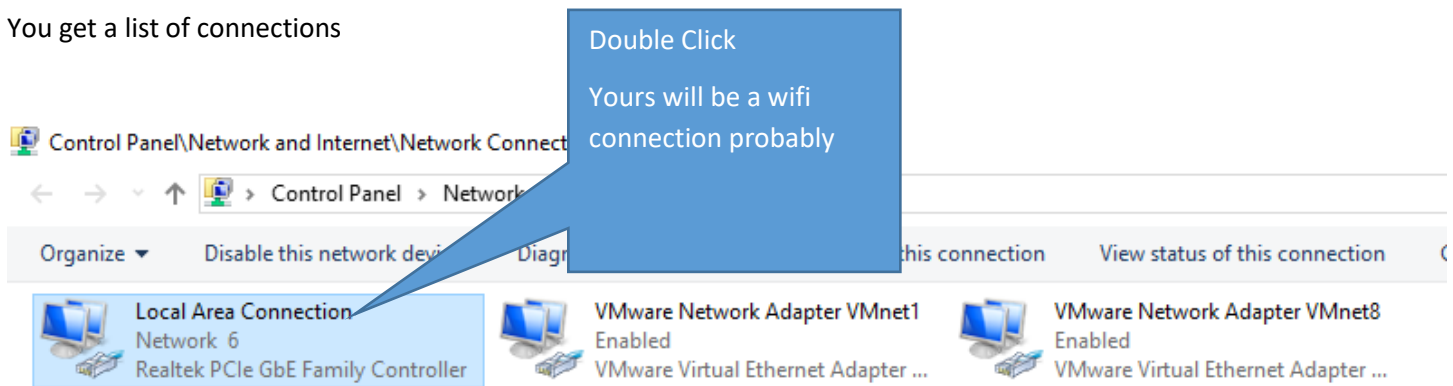 You get a list of connections
Double Click
Yours will be a wifi
connection probably
Control Panel\Network and Internet\Network Connect
Control Panel > Network
Organize Disable this network devi Diagr this connection View status of this connection
Local Area Connection VMware Network Adapter VMnet1 VMware Network Adapter VMnet8
Network 6 Enabled Enabled
Realtek PCIe GbE Family Controller VMware Virtual Ethernet Adapter ... VMware Virtual Ethernet Adapter ...